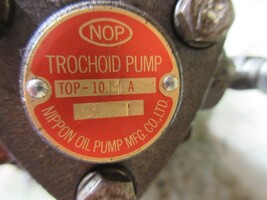 NOP
TROCHOID PUMP
TOP-10 A
NIPPON OIL PUMP MFG. CO., LTD